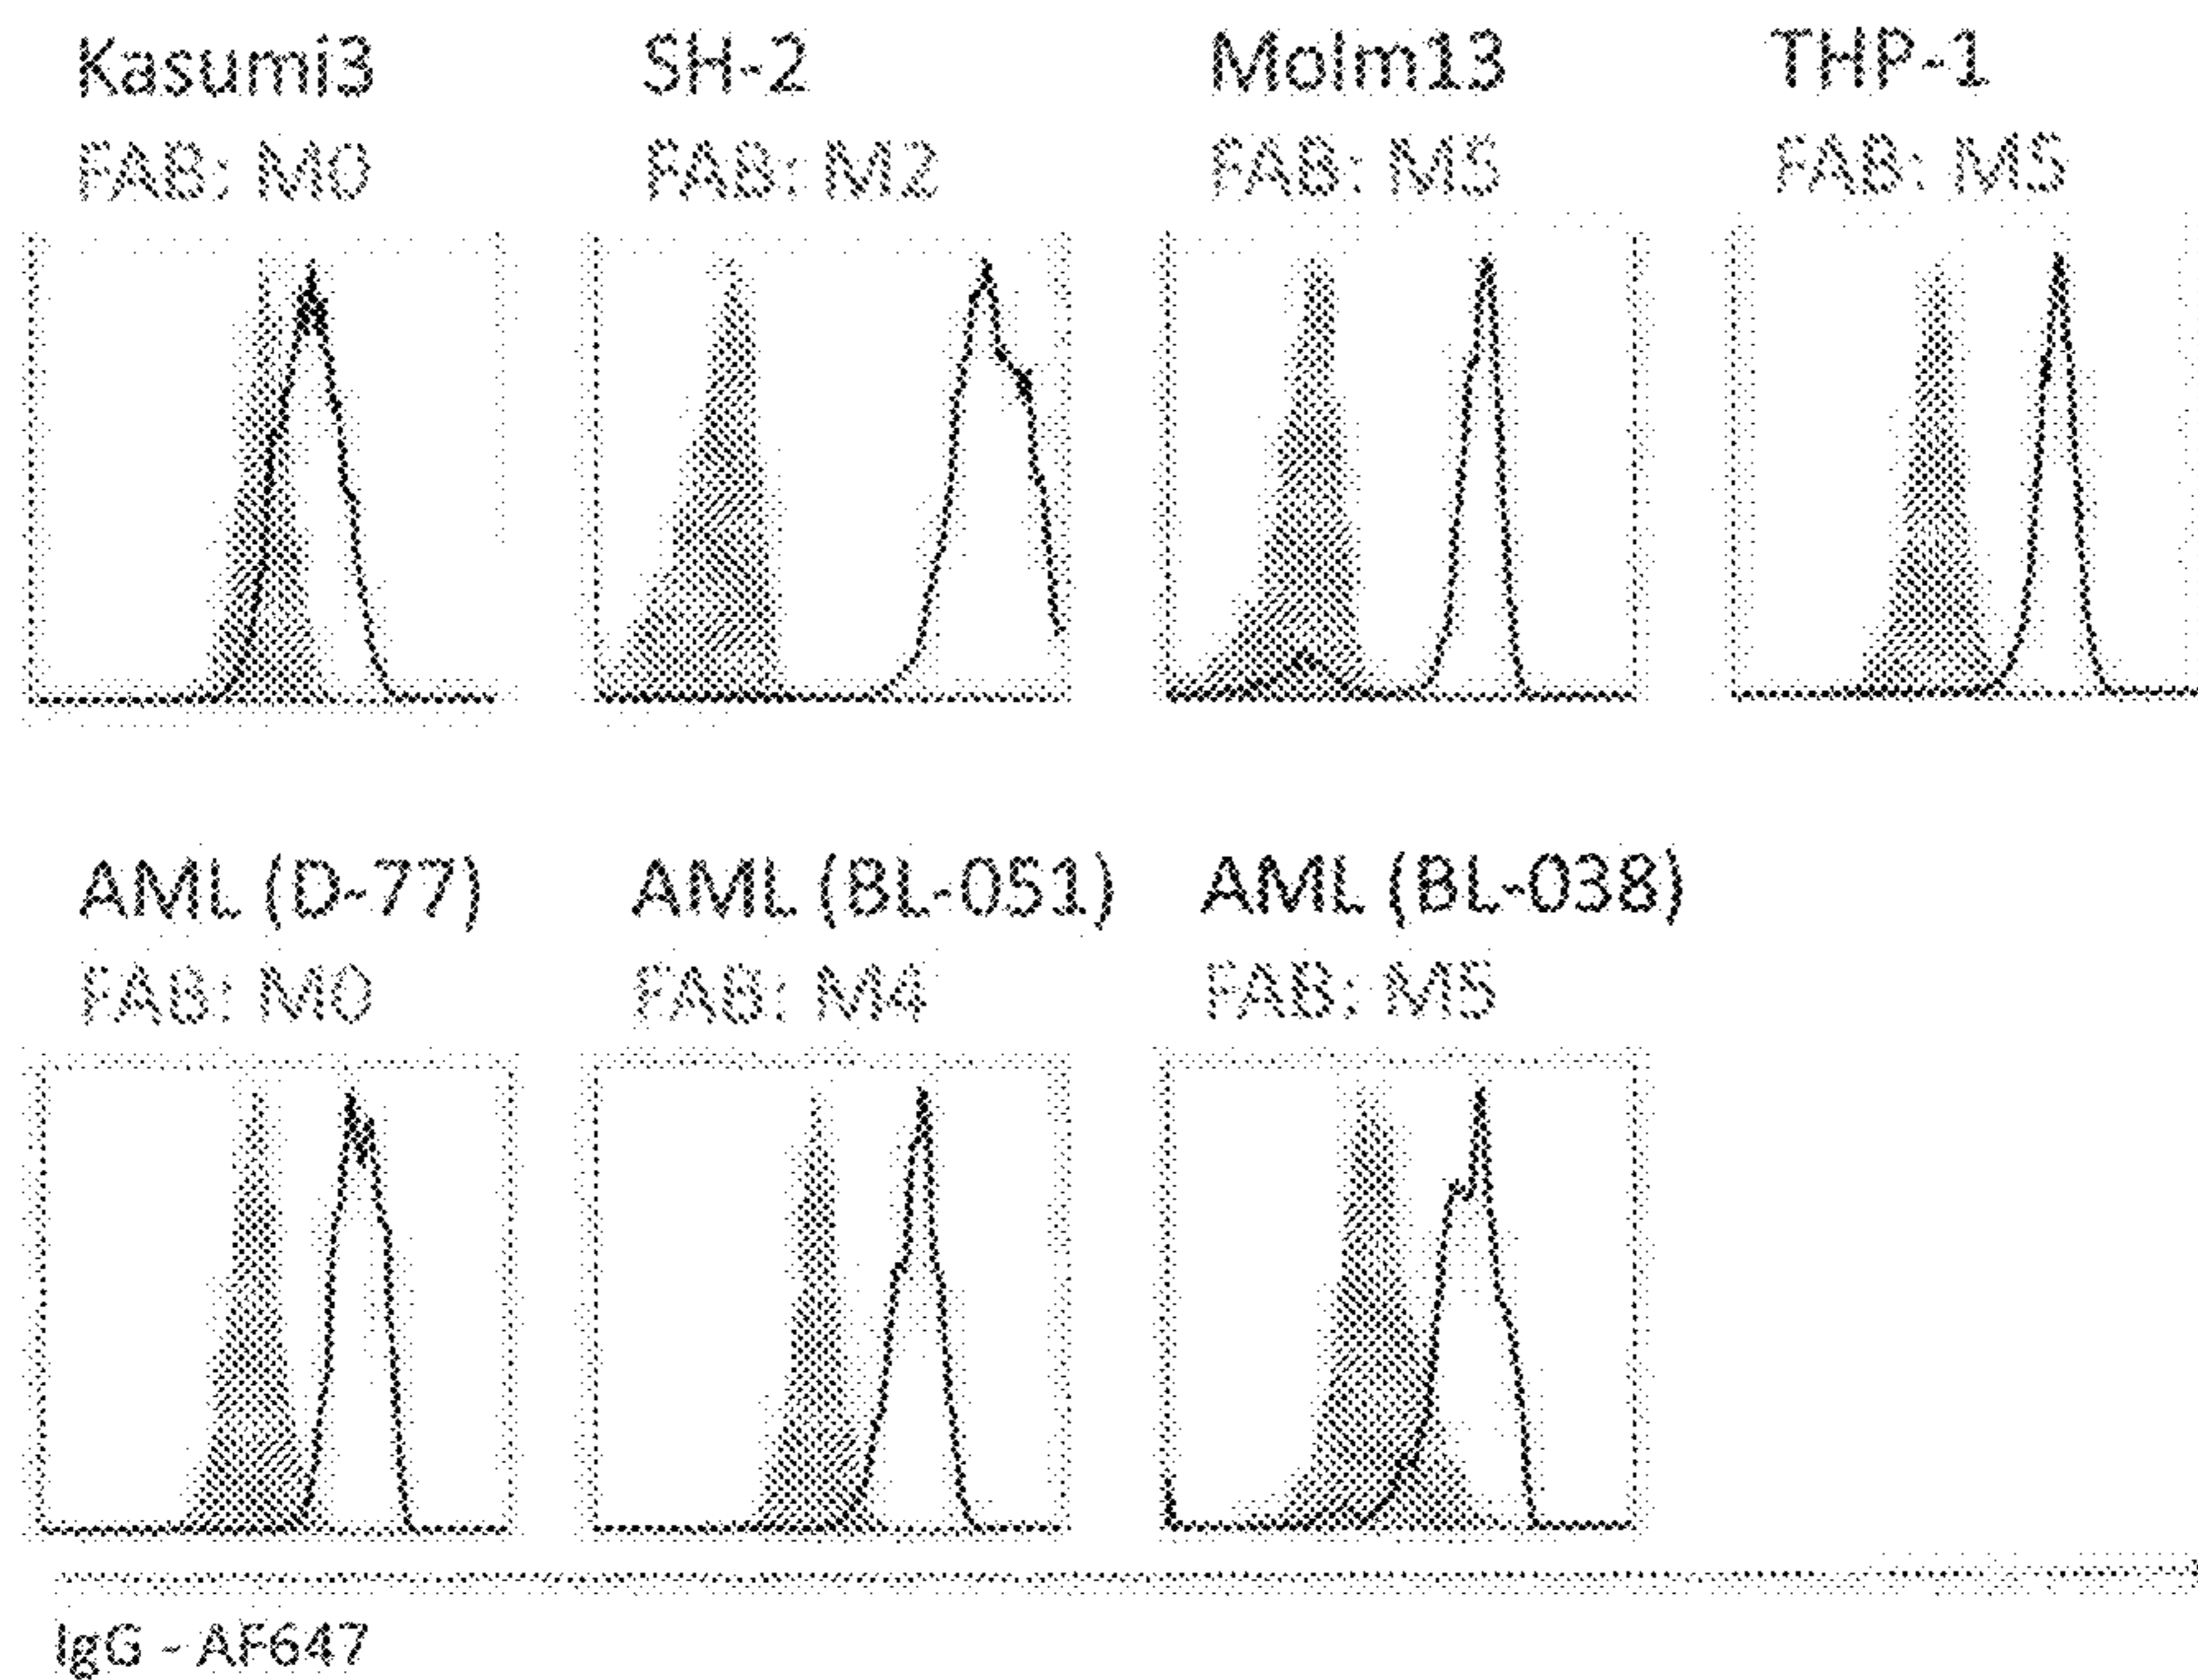 Kasumi3
FAB: M0
SH-2
FAB: M2
Molm13
FAB: M5
THP-1
FAB: M5
AML (D-77)
FAB: M0
AML (BL-051)
FAB: M4
AML (BL-038)
FAB: M5
IgG - AF647